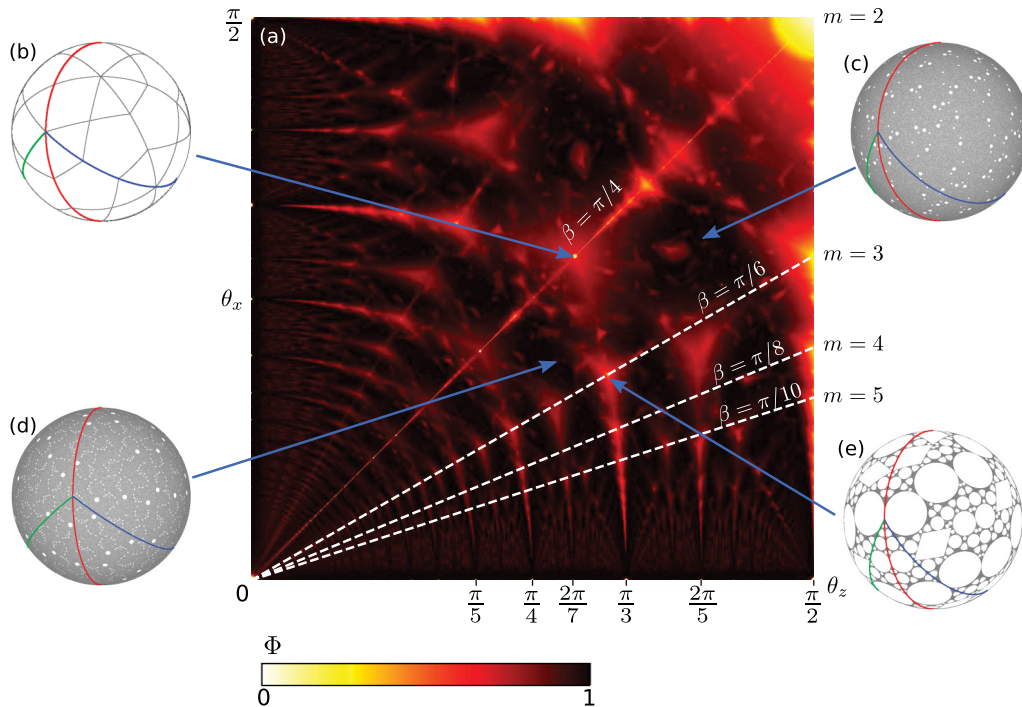 π/2
(a)
m = 2
(b)
(c)
β = π/4
m = 3
β = π/6
θx
m = 4
β = π/8
m = 5
β = π/10
(d)
(e)
0
π/5
π/4
2π/7
π/3
2π/5
π/2
θz
Φ
0
1